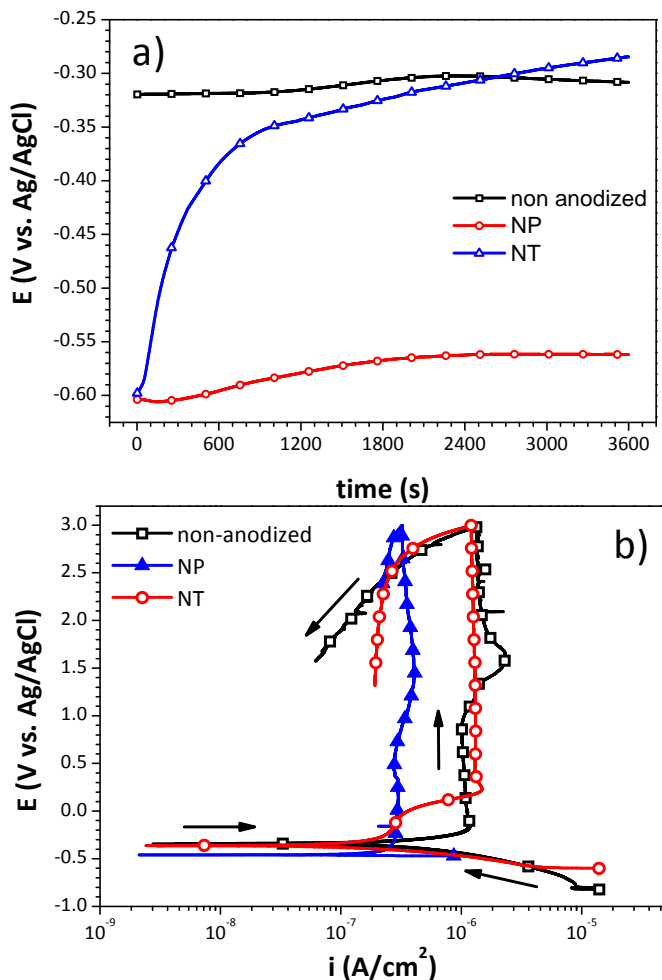 a)
-0.25
-0.30
-0.35
-0.40
-0.45
-0.50
-0.55
-0.60
E (V vs. Ag/AgCl)
non anodized
NP
NT
0 600 1200 1800 2400 3000 3600
time (s)
b)
3.0
2.5
2.0
1.5
1.0
0.5
0.0
-0.5
-1.0
E (V vs. Ag/AgCl)
non-anodized
NP
NT
10⁻⁹ 10⁻⁸ 10⁻⁷ 10⁻⁶ 10⁻⁵
i (A/cm²)